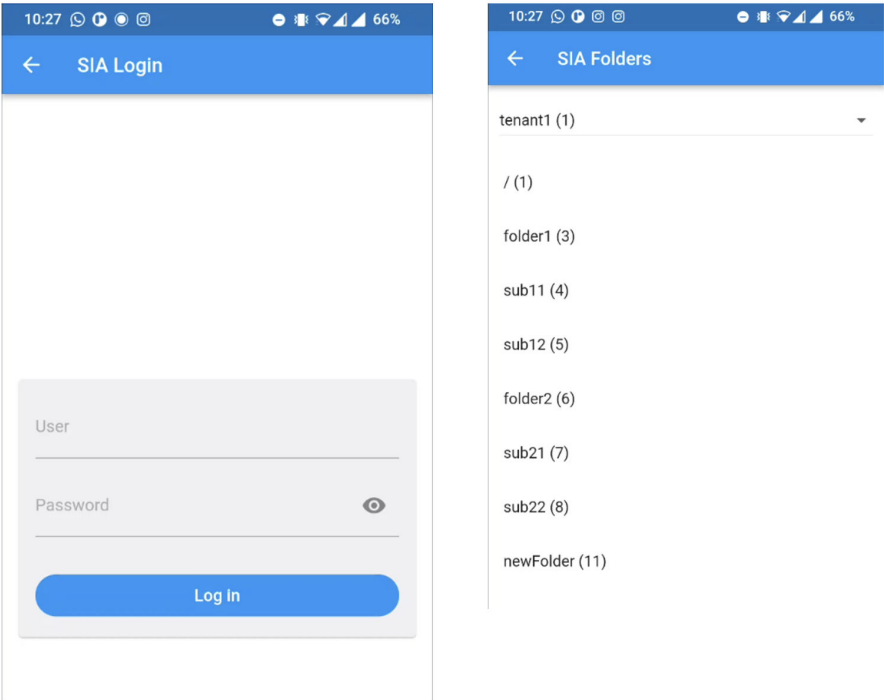 10:27 66%
SIA Login
User
Password
Log in
10:27 66%
SIA Folders
tenant1 (1)
/ (1)
folder1 (3)
sub11 (4)
sub12 (5)
folder2 (6)
sub21 (7)
sub22 (8)
newFolder (11)